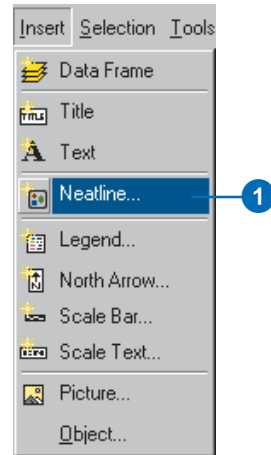 Insert Selection Tools
Data Frame
Title
Text
Neatline...
1
Legend...
North Arrow...
Scale Bar...
Scale Text...
Picture...
Object...